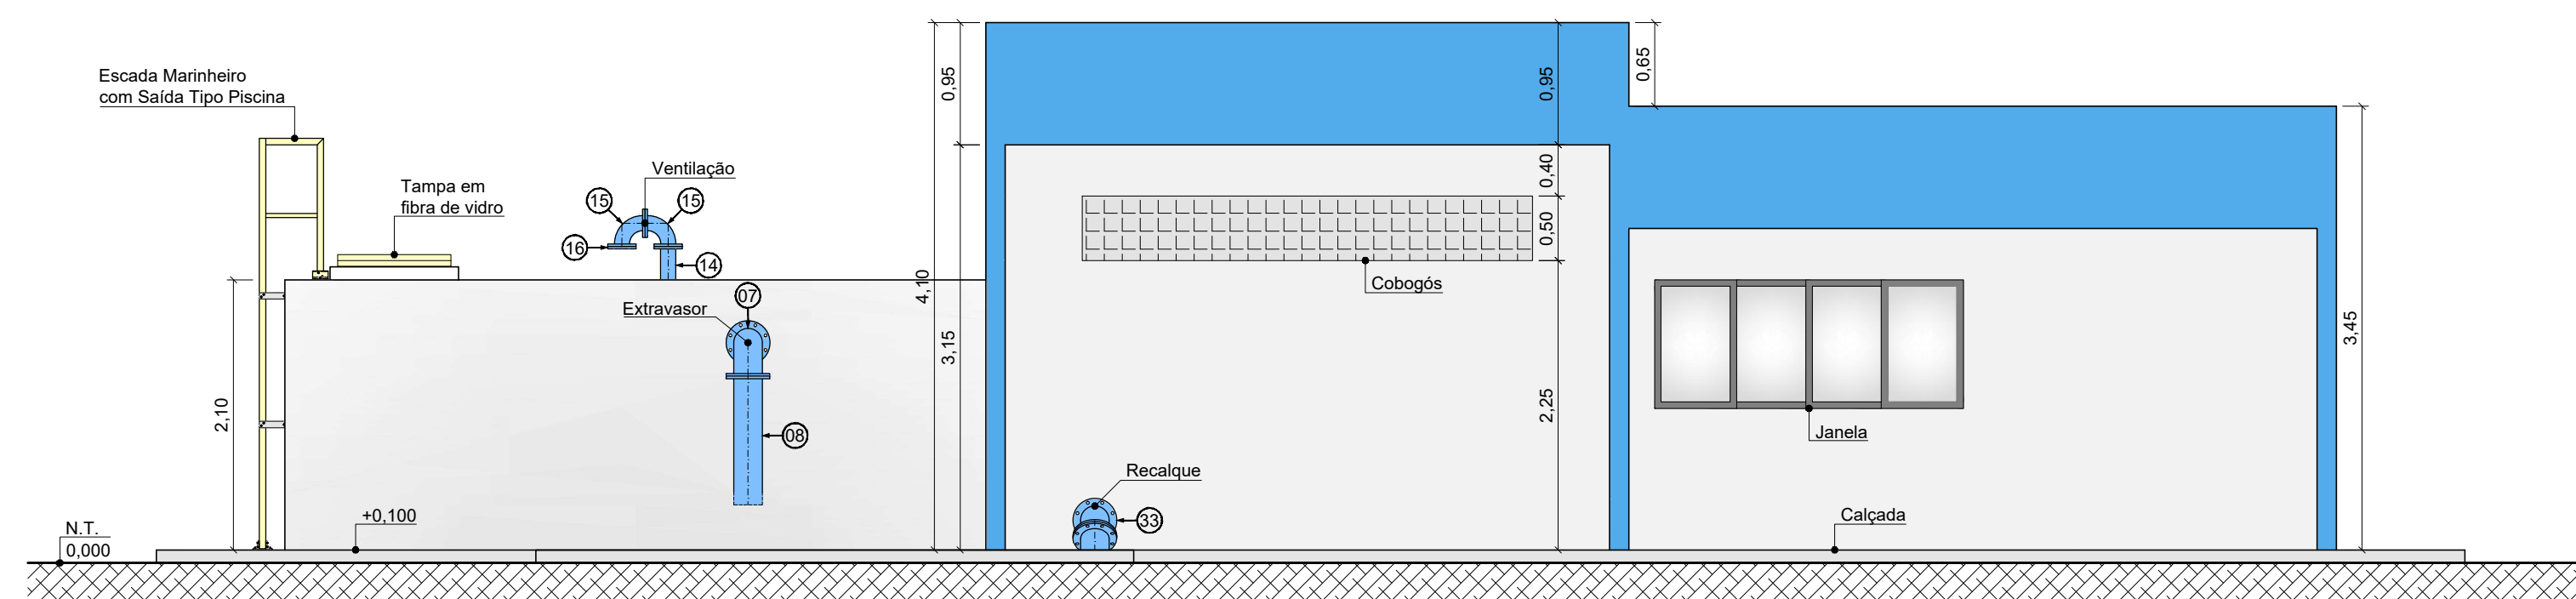 Escada Marinheiro
com Saída Tipo Piscina
Tampa em
fibra de vidro
Ventilação
15
15
16
14
07
Extravasor
08
2,10
+0,100
N.T.
0,000
4,10
0,95
3,15
0,95
0,40
0,50
2,25
Cobogós
Recalque
33
0,65
3,45
Janela
Calçada